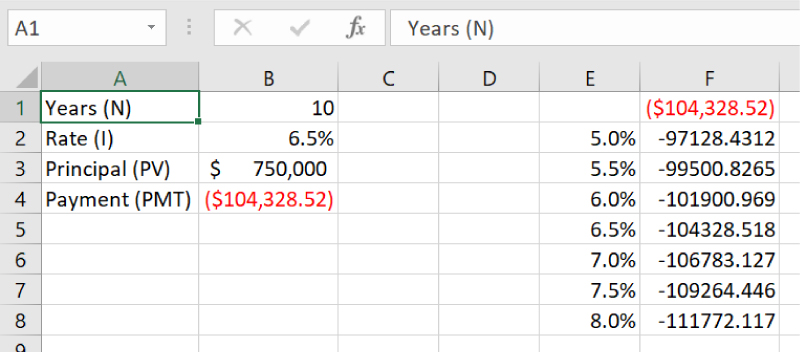 A1 fx Years (N)
A B C D E F
1 Years (N) 10 ($104,328.52)
2 Rate (I) 6.5% 5.0% -97128.4312
3 Principal (PV) $ 750,000 5.5% -99500.8265
4 Payment (PMT) ($104,328.52) 6.0% -101900.969
5 6.5% -104328.518
6 7.0% -106783.127
7 7.5% -109264.446
8 8.0% -111772.117
9